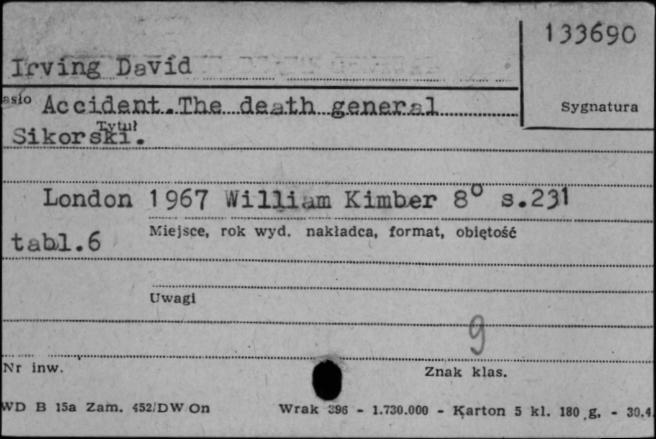 133690
Irving David
asło Accident.The death general
Sygnatura
Tytuł
Sikorski.
London 1967 William Kimber 8° s.231
Miejsce, rok wyd. nakładca, format, obiętość
tabl.6
Uwagi
9
Nr inw.
Znak klas.
WD B 15a Zam. 452/DW On Wrak 396 - 1.730.000 - Karton 5 kl. 180 g. - 30.4.